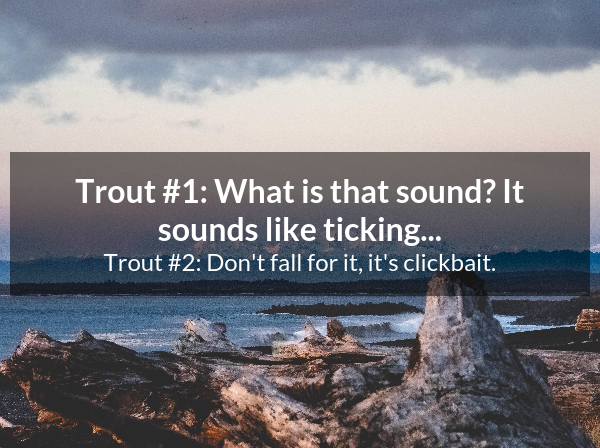 Trout #1: What is that sound? It
sounds like ticking...
Trout #2: Don't fall for it, it's clickbait.